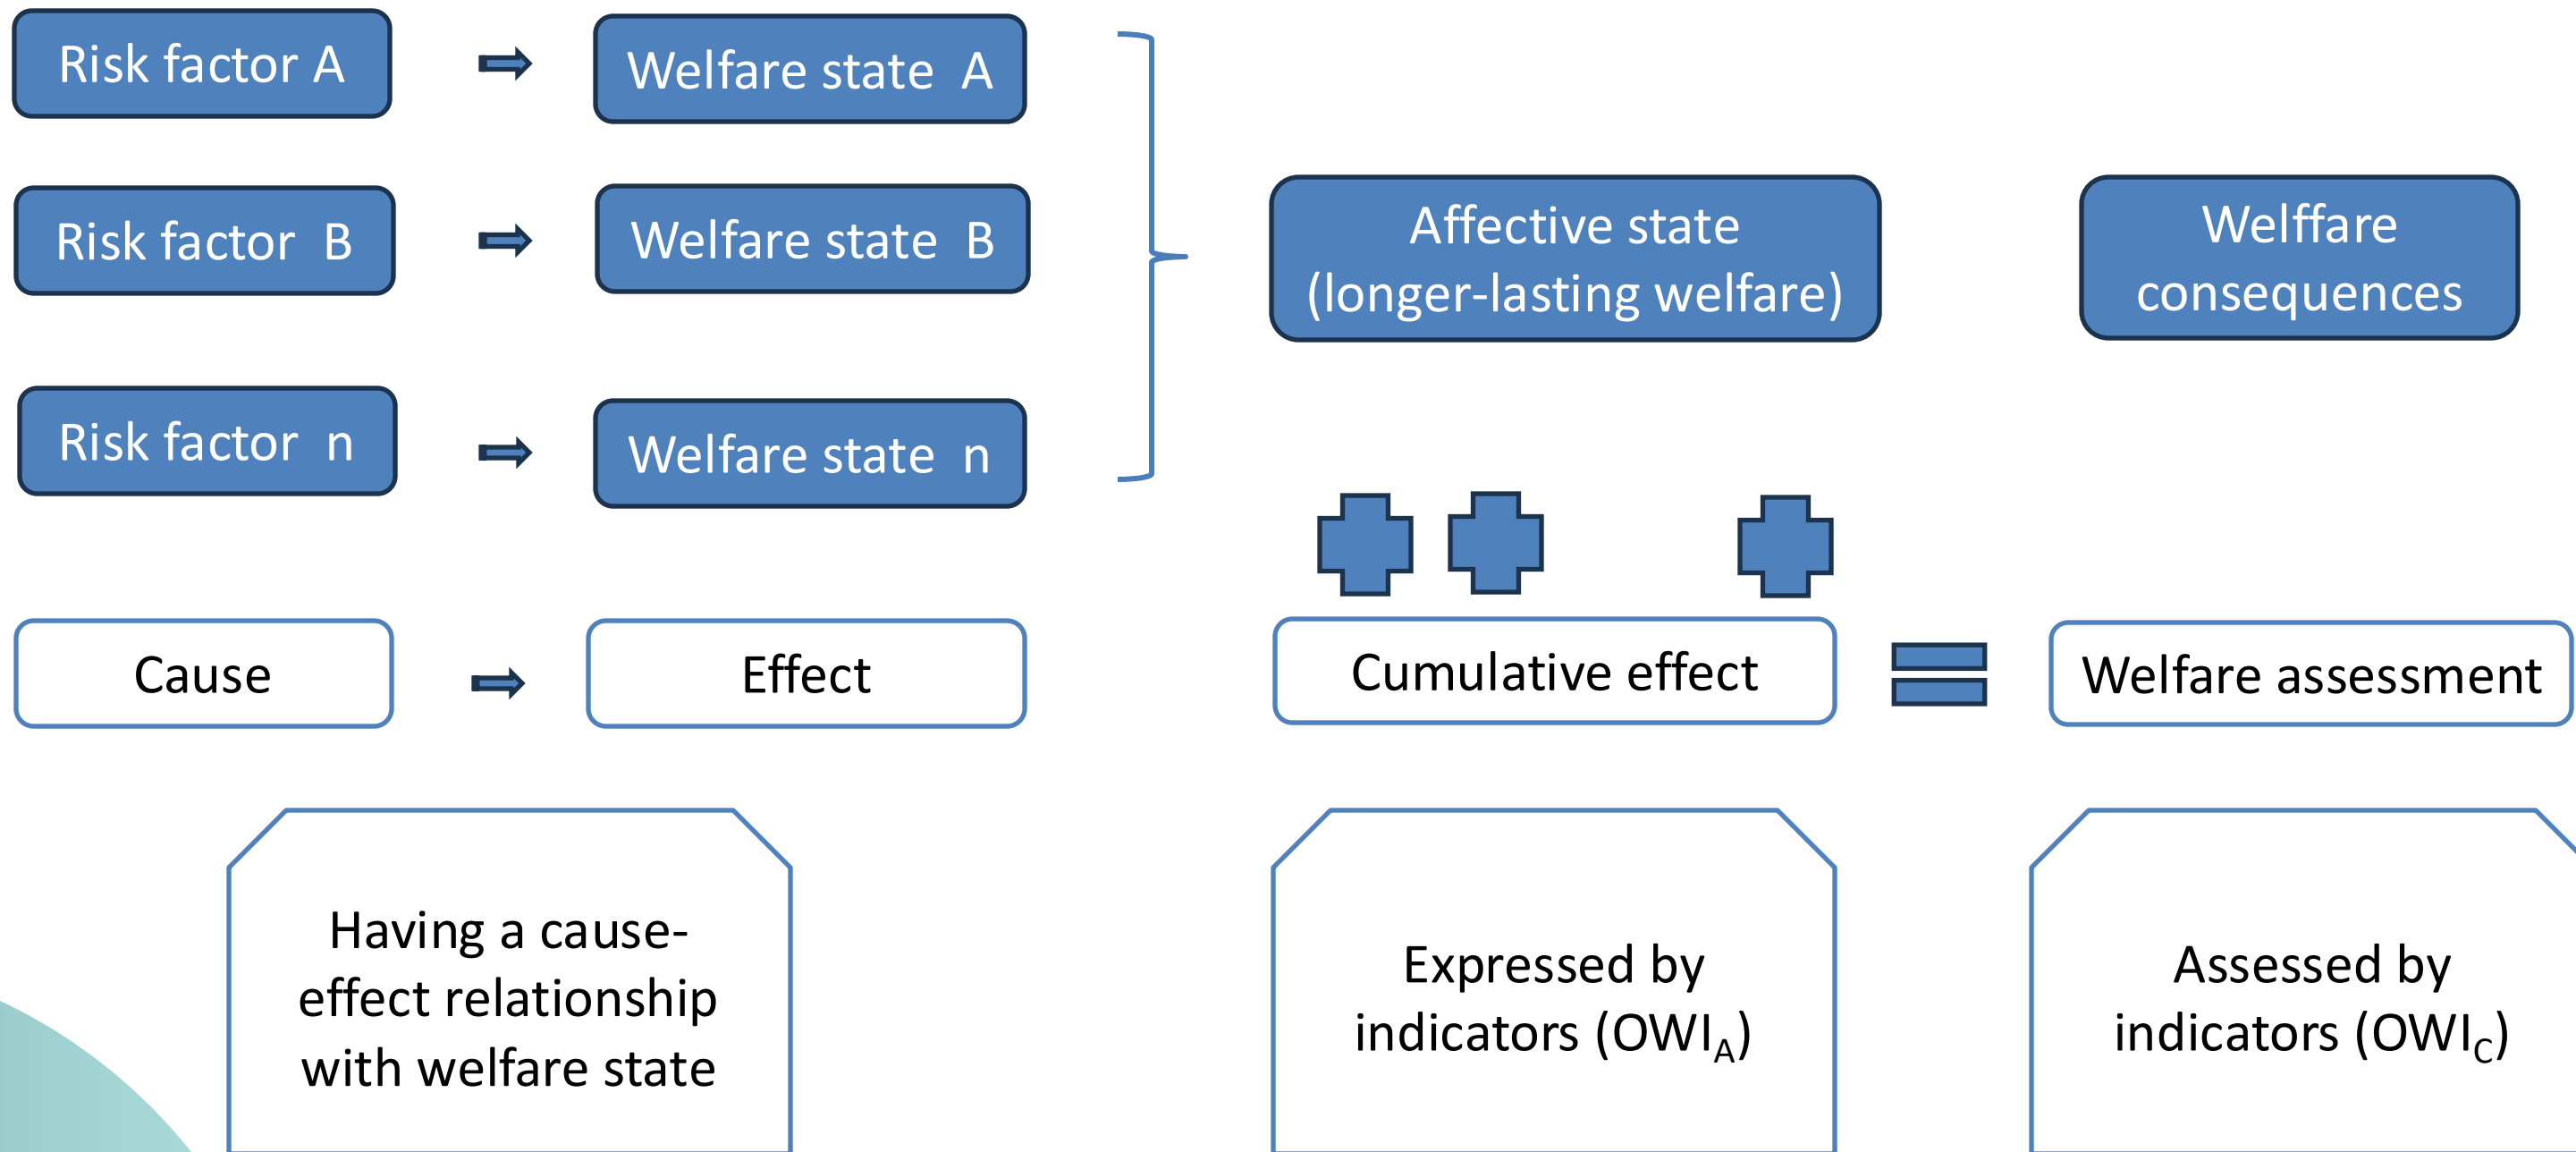 Risk factor A
Welfare state A
Risk factor B
Welfare state B
Affective state
(longer-lasting welfare)
Welffare
consequences
Risk factor n
Welfare state n
Cause
Effect
Cumulative effect
Welfare assessment
Having a cause-
effect relationship
with welfare state
Expressed by
indicators (OWI_A)
Assessed by
indicators (OWI_C)